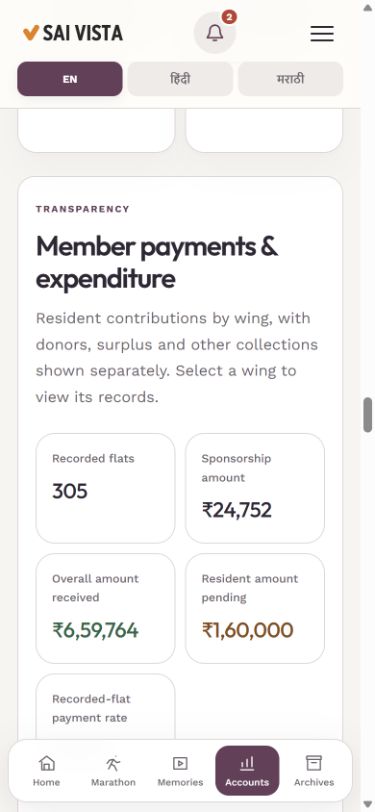 SAI VISTA
2
EN
हिंदी
मराठी
TRANSPARENCY
Member payments &
expenditure
Resident contributions by wing, with
donors, surplus and other collections
shown separately. Select a wing to
view its records.
Recorded flats
305
Sponsorship
amount
₹24,752
Overall amount
received
₹6,59,764
Resident amount
pending
₹1,60,000
Recorded-flat
payment rate
Home
Marathon
Memories
Accounts
Archives